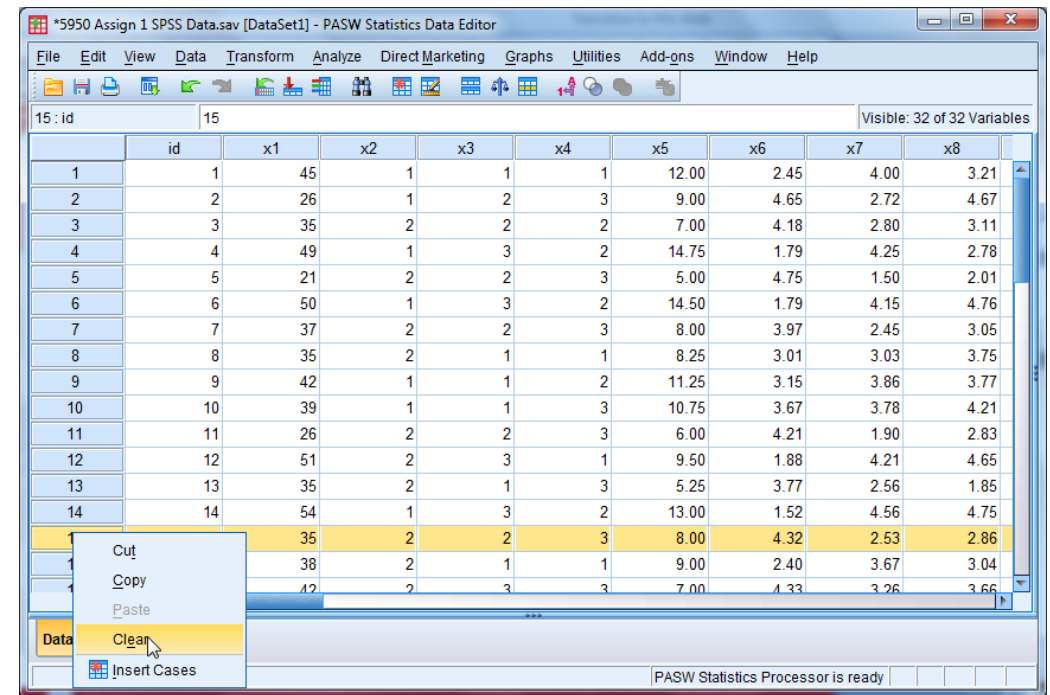 *5950 Assign 1 SPSS Data.sav [DataSet1] - PASW Statistics Data Editor
File Edit View Data Transform Analyze Direct Marketing Graphs Utilities Add-ons Window Help
15 : id 15 Visible: 32 of 32 Variables
id x1 x2 x3 x4 x5 x6 x7 x8
1 1 45 1 1 1 12.00 2.45 4.00 3.21
2 2 26 1 2 3 9.00 4.65 2.72 4.67
3 3 35 2 2 2 7.00 4.18 2.80 3.11
4 4 49 1 3 2 14.75 1.79 4.25 2.78
5 5 21 2 2 3 5.00 4.75 1.50 2.01
6 6 50 1 3 2 14.50 1.79 4.15 4.76
7 7 37 2 2 3 8.00 3.97 2.45 3.05
8 8 35 2 1 1 8.25 3.01 3.03 3.75
9 9 42 1 1 2 11.25 3.15 3.86 3.77
10 10 39 1 1 3 10.75 3.67 3.78 4.21
11 11 26 2 2 3 6.00 4.21 1.90 2.83
12 12 51 2 3 1 9.50 1.88 4.21 4.65
13 13 35 2 1 3 5.25 3.77 2.56 1.85
14 14 54 1 3 2 13.00 1.52 4.56 4.75
35 2 2 3 8.00 4.32 2.53 2.86
38 2 1 1 9.00 2.40 3.67 3.04
42 2 3 3 7.00 4.33 3.26 3.66
Cut
Copy
Paste
Clear
Insert Cases
Data
PASW Statistics Processor is ready